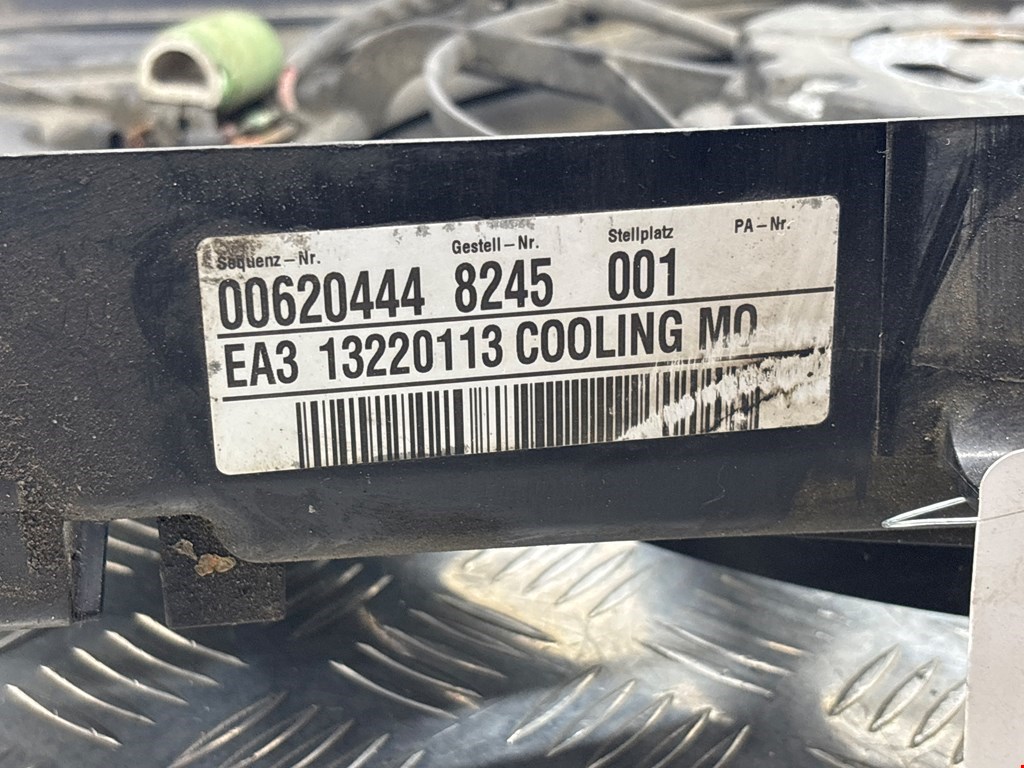 Sequenz-Nr. Gestell-Nr. Stellplatz PA-Nr.
00620444 8245 001
EA3 13220113 COOLING MO